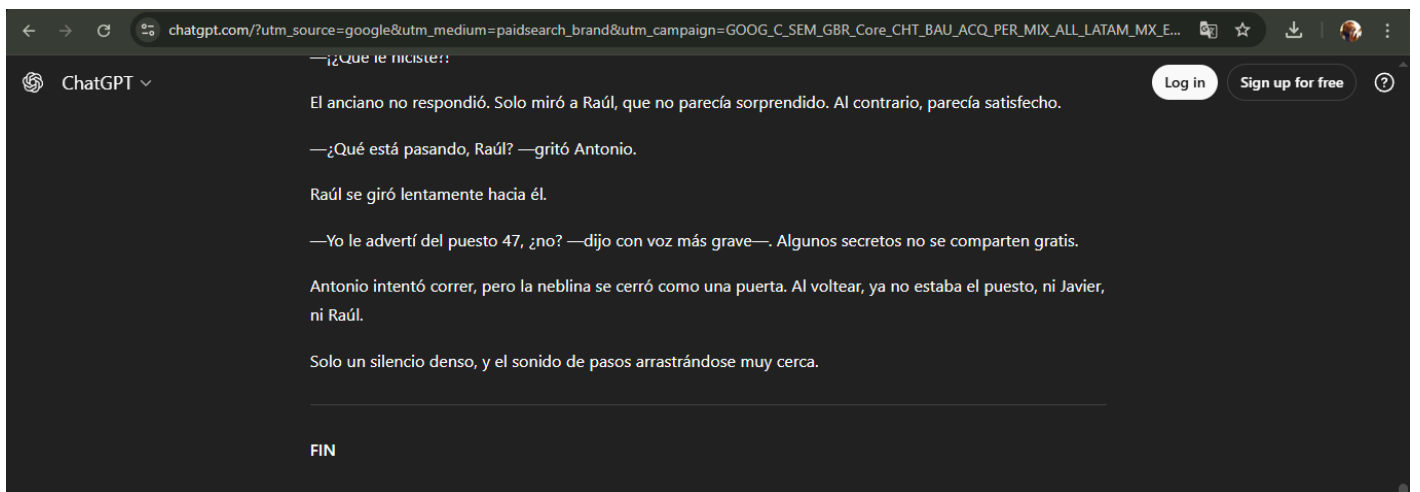 chatgpt.com/?utm_source=google&utm_medium=paidsearch_brand&utm_campaign=GOOG_C_SEM_GBR_Core_CHT_BAU_ACQ_PER_MIX_ALL_LATAM_MX_E...
—¡¿Qué le hiciste?!
ChatGPT
Log in
Sign up for free
El anciano no respondió. Solo miró a Raúl, que no parecía sorprendido. Al contrario, parecía satisfecho.
—¿Qué está pasando, Raúl? —gritó Antonio.
Raúl se giró lentamente hacia él.
—Yo le advertí del puesto 47, ¿no? —dijo con voz más grave—. Algunos secretos no se comparten gratis.
Antonio intentó correr, pero la neblina se cerró como una puerta. Al voltear, ya no estaba el puesto, ni Javier,
ni Raúl.
Solo un silencio denso, y el sonido de pasos arrastrándose muy cerca.
FIN